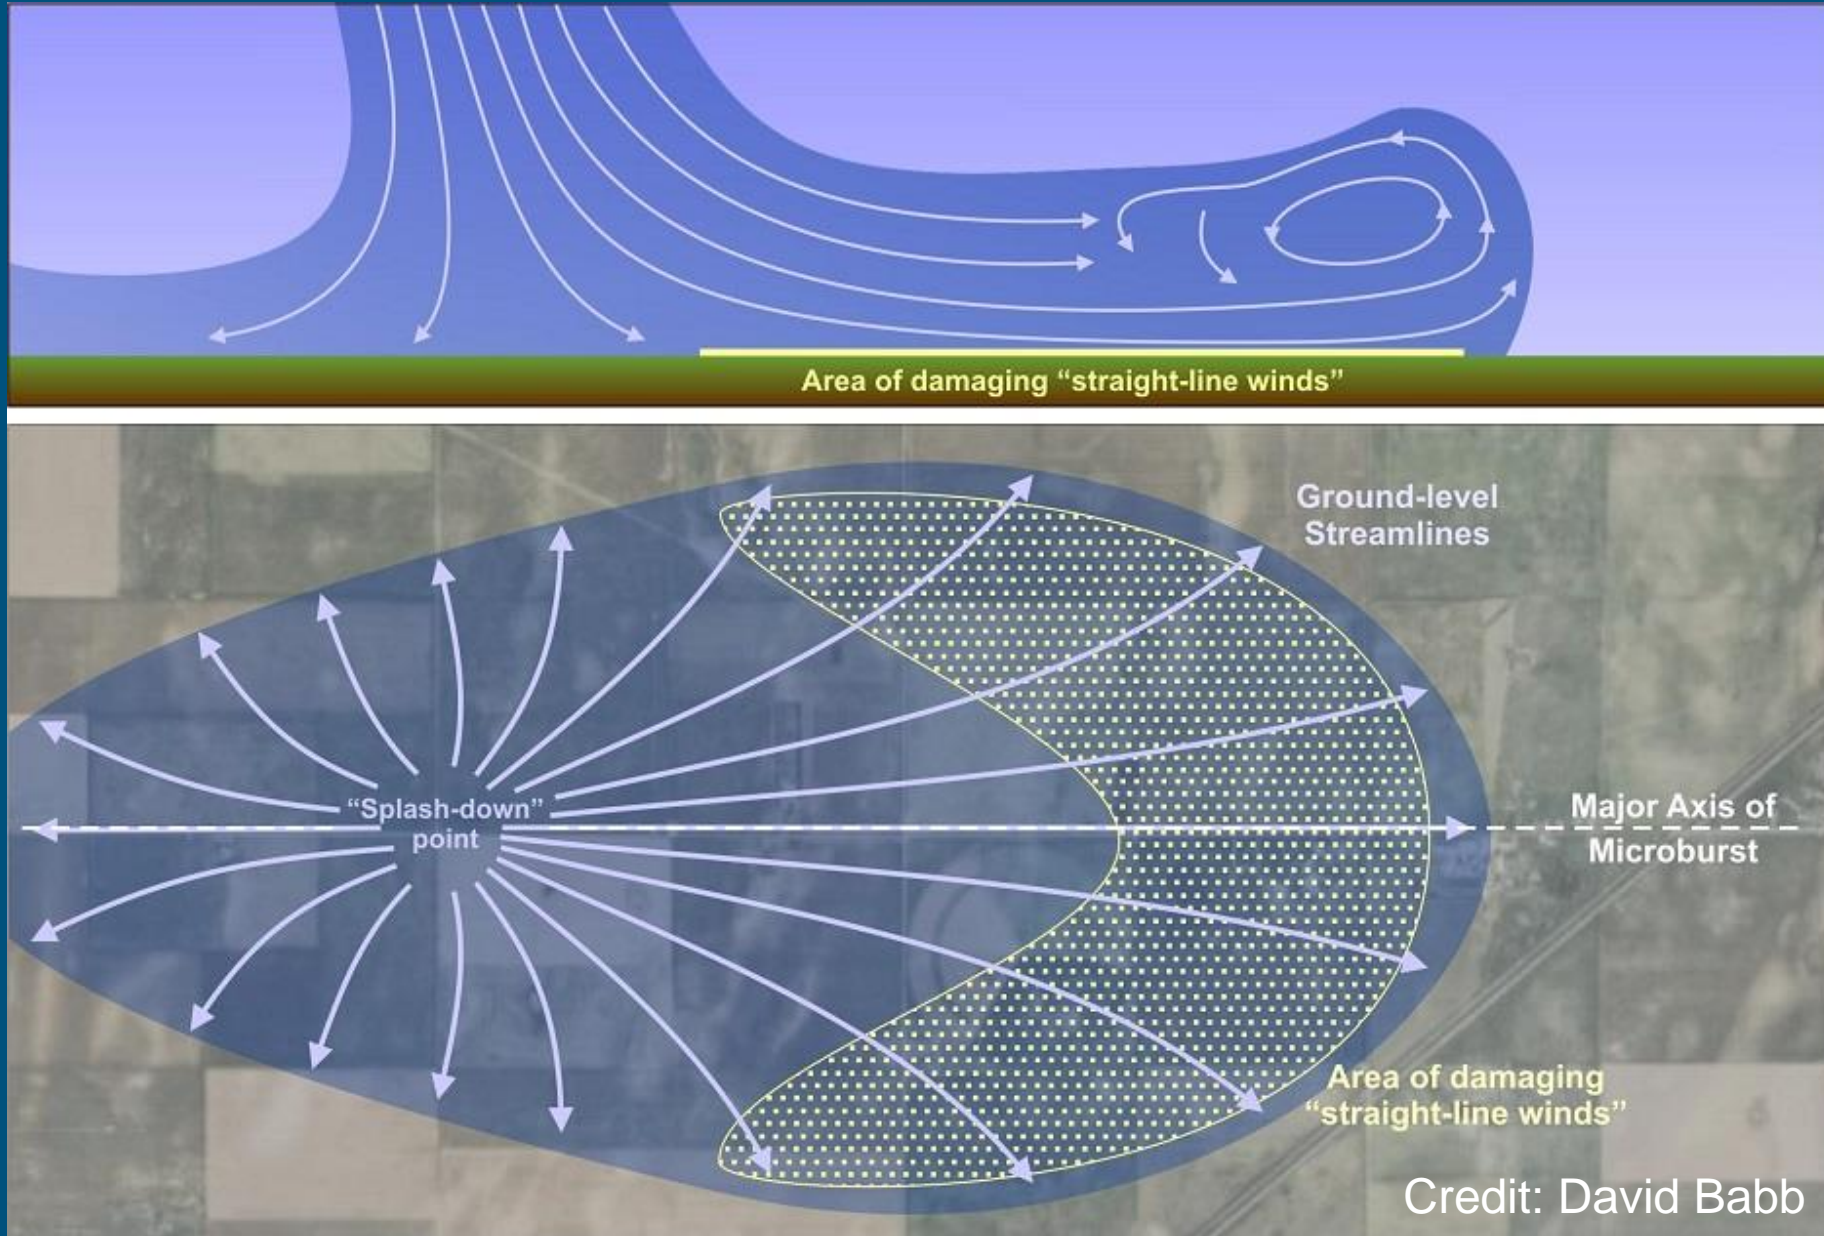 Area of damaging “straight-line winds”
Ground-level
Streamlines
“Splash-down”
point
Major Axis of
Microburst
Area of damaging
“straight-line winds”
Credit: David Babb